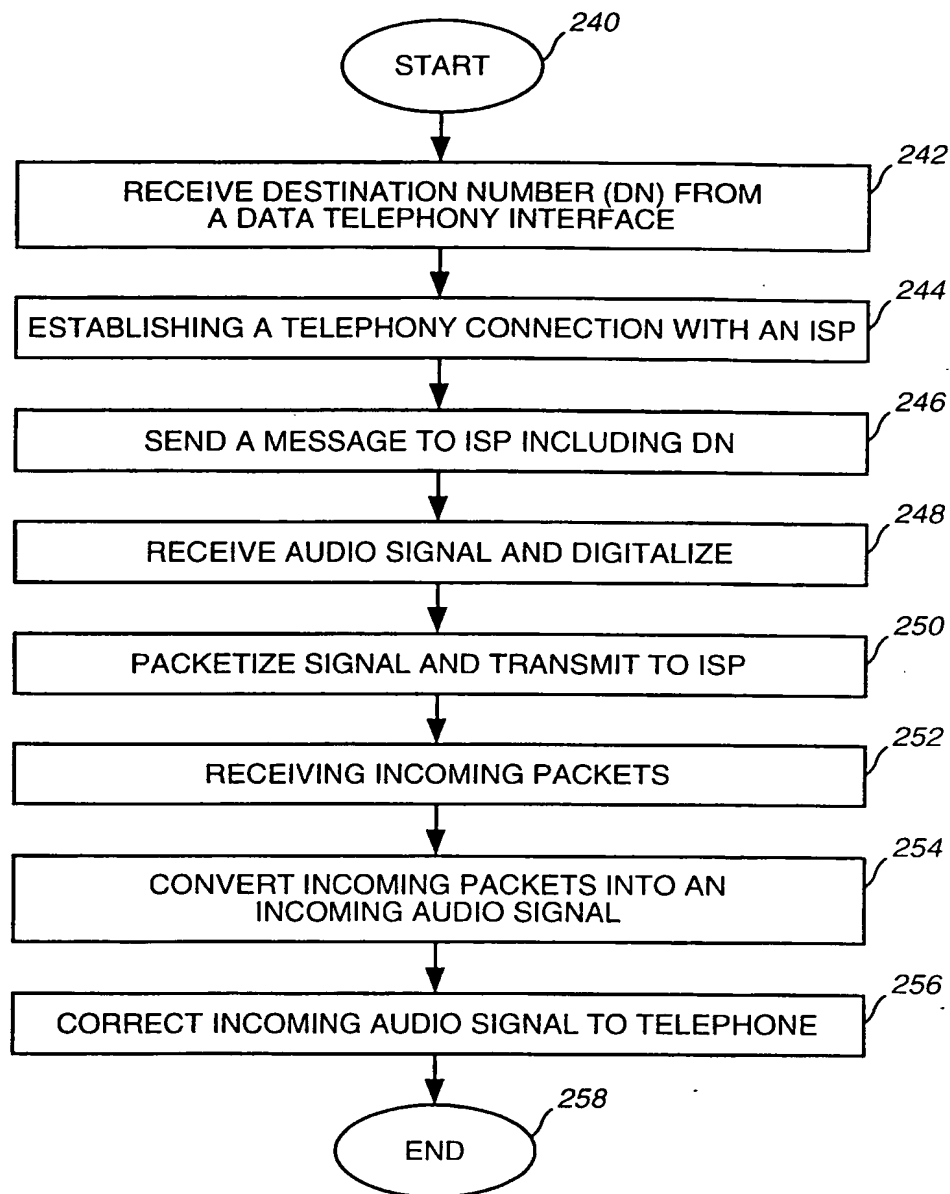 240
START
242
RECEIVE DESTINATION NUMBER (DN) FROM
A DATA TELEPHONY INTERFACE
244
ESTABLISHING A TELEPHONY CONNECTION WITH AN ISP
246
SEND A MESSAGE TO ISP INCLUDING DN
248
RECEIVE AUDIO SIGNAL AND DIGITALIZE
250
PACKETIZE SIGNAL AND TRANSMIT TO ISP
252
RECEIVING INCOMING PACKETS
254
CONVERT INCOMING PACKETS INTO AN
INCOMING AUDIO SIGNAL
256
CORRECT INCOMING AUDIO SIGNAL TO TELEPHONE
258
END